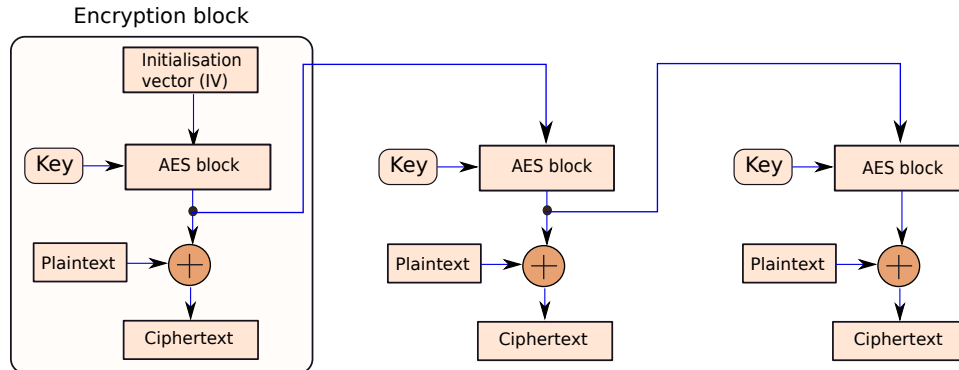 Encryption block
Initialisation
vector (IV)
Key
AES block
Plaintext
Ciphertext
Key
AES block
Plaintext
Ciphertext
Key
AES block
Plaintext
Ciphertext